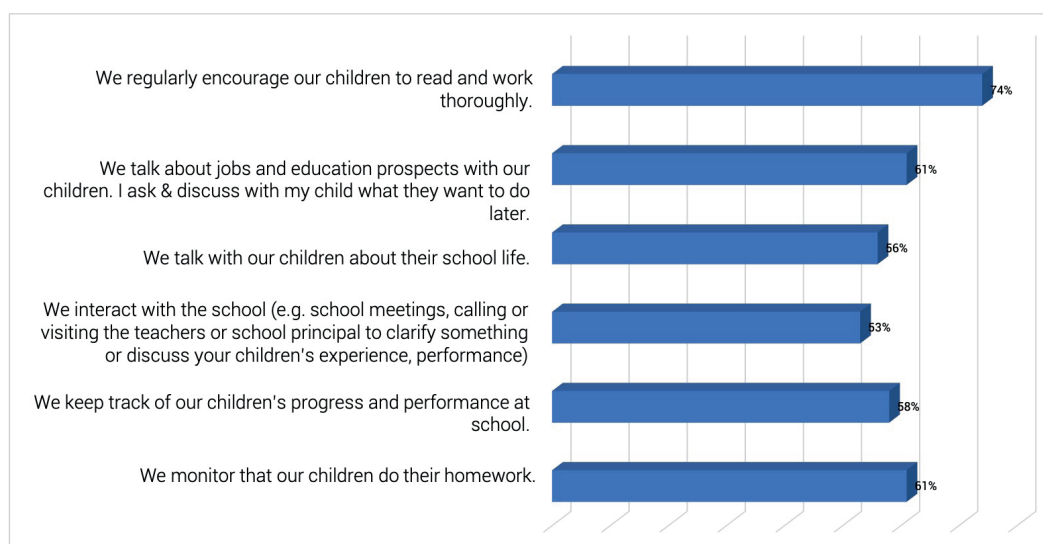 We regularly encourage our children to read and work
thoroughly.
74%
We talk about jobs and education prospects with our
children. I ask & discuss with my child what they want to do
later.
61%
We talk with our children about their school life.
56%
We interact with the school (e.g. school meetings, calling or
visiting the teachers or school principal to clarify something
or discuss your children's experience, performance)
53%
We keep track of our children's progress and performance at
school.
58%
We monitor that our children do their homework.
61%